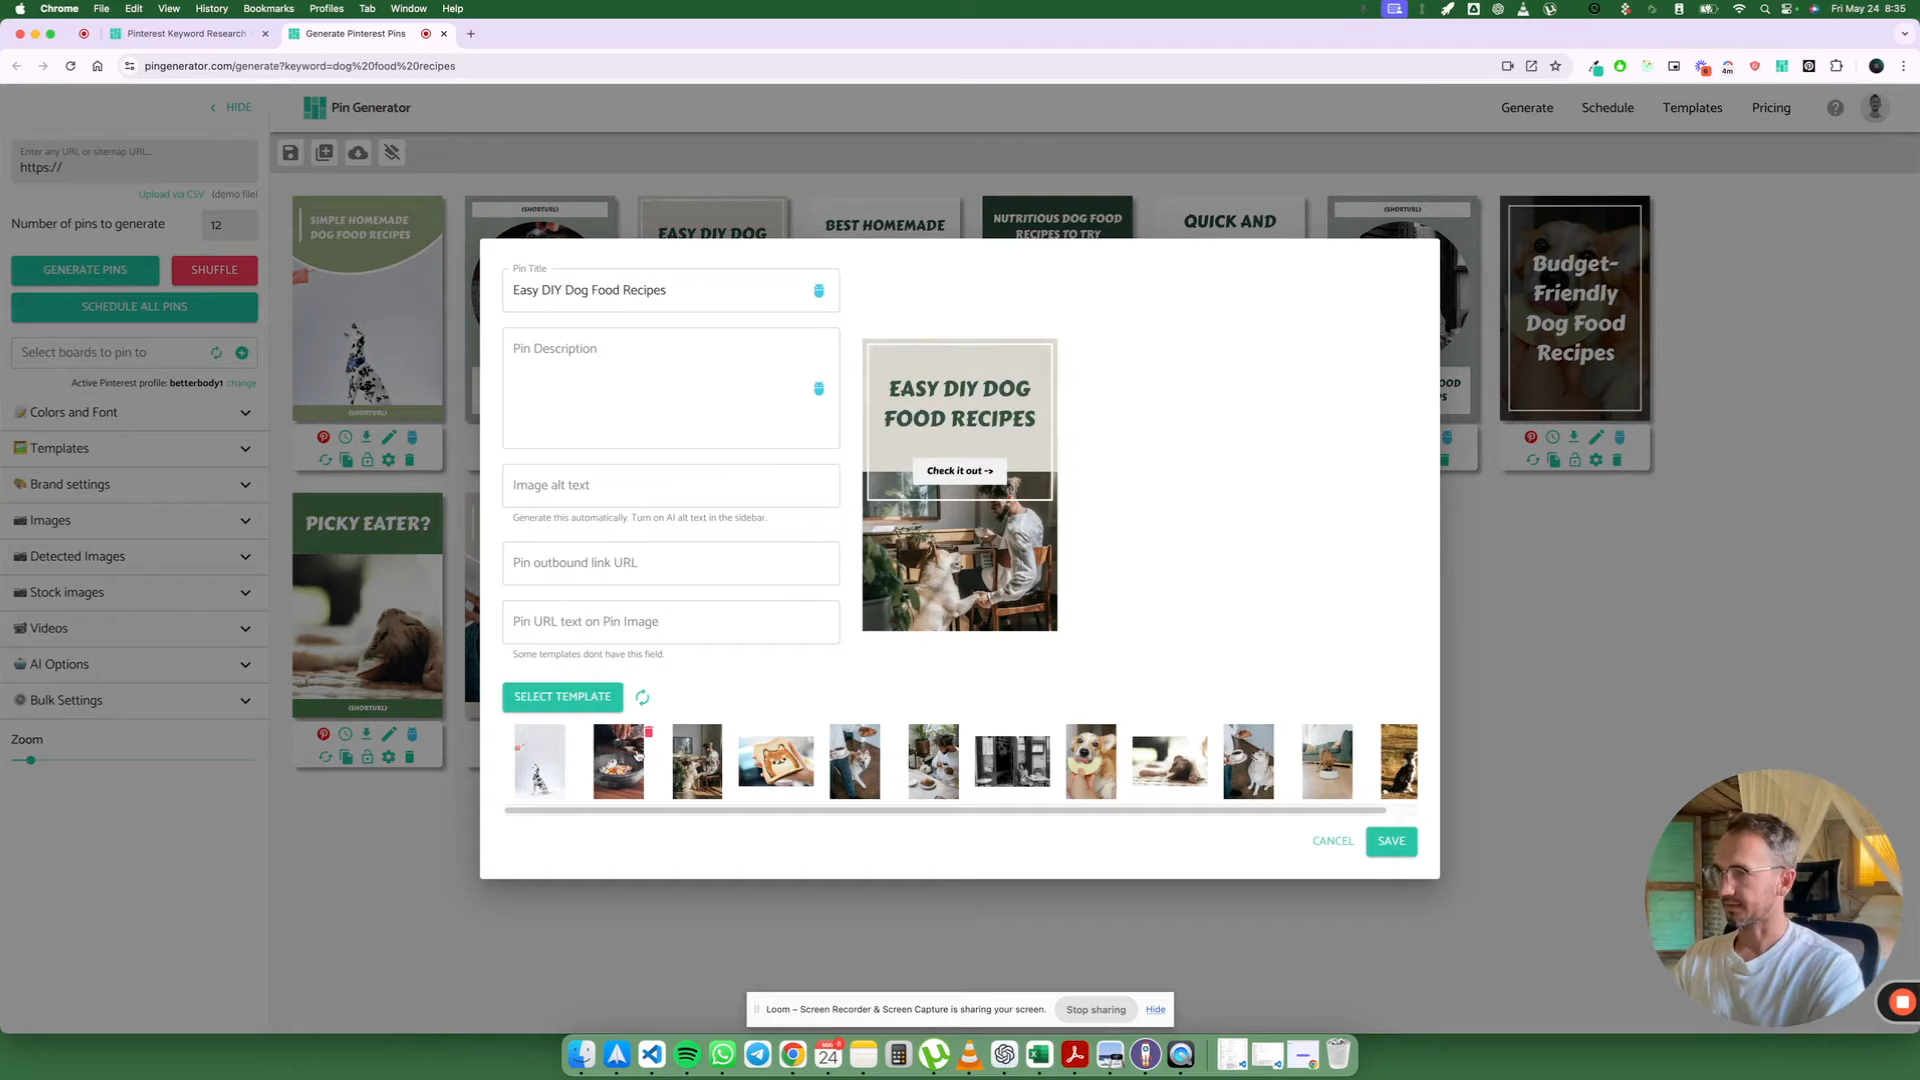 Chrome File Edit View History Bookmarks Profiles Tab Window Help
Fri May 24 8:35
Pinterest Keyword Research
Generate Pinterest Pins
pingenerator.com/generate?keyword=dog%20food%20recipes
HIDE
Pin Generator
Generate Schedule Templates Pricing
Enter any URL or sitemap URL...
https://
Upload via CSV (demo file)
Number of pins to generate 12
GENERATE PINS SHUFFLE
SCHEDULE ALL PINS
Select boards to pin to
Active Pinterest profile: betterbody1 change
Colors and Font
Templates
Brand settings
Images
Detected Images
Stock images
Videos
AI Options
Bulk Settings
Zoom
SIMPLE HOMEMADE
DOG FOOD RECIPES
(SHORTURL)
(SHORTURL)
EASY DIY DOG
BEST HOMEMADE
NUTRITIOUS DOG FOOD
RECIPES TO TRY
QUICK AND
(SHORTURL)
Budget-
Friendly
Dog Food
Recipes
PICKY EATER?
(SHORTURL)
Pin Title
Easy DIY Dog Food Recipes
Pin Description
Image alt text
Generate this automatically. Turn on AI alt text in the sidebar.
Pin outbound link URL
Pin URL text on Pin Image
Some templates dont have this field.
SELECT TEMPLATE
EASY DIY DOG
FOOD RECIPES
Check it out ->
CANCEL SAVE
Loom – Screen Recorder & Screen Capture is sharing your screen. Stop sharing Hide
24